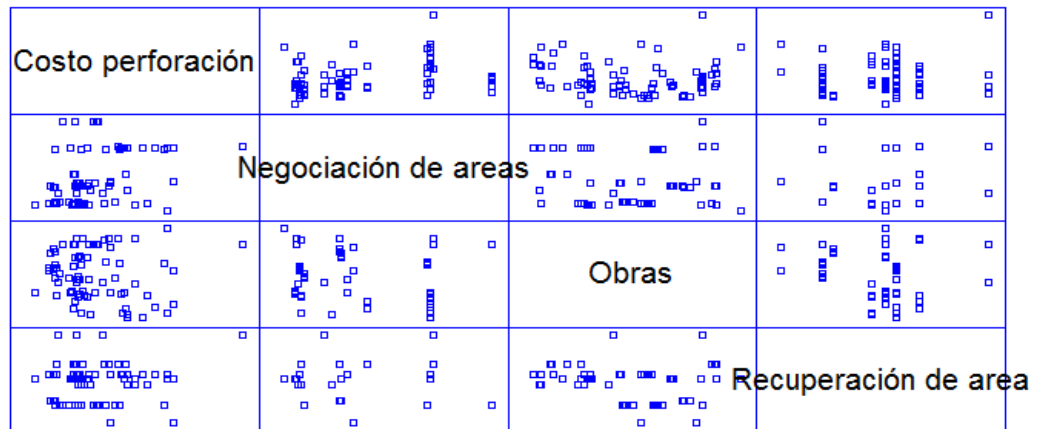 Costo perforación
Negociación de areas
Obras
Recuperación de area